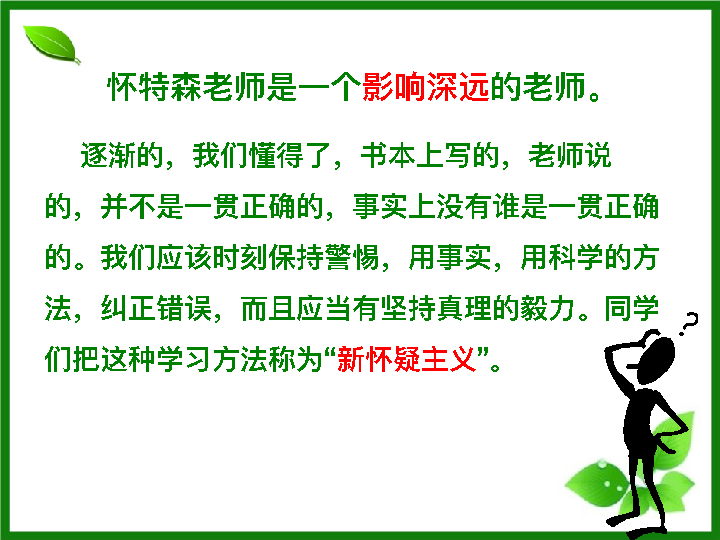 怀特森老师是一个影响深远的老师。
逐渐的，我们懂得了，书本上写的，老师说
的，并不是一贯正确的，事实上没有谁是一贯正确
的。我们应该时刻保持警惕，用事实，用科学的方
法，纠正错误，而且应当有坚持真理的毅力。同学
们把这种学习方法称为“新怀疑主义”。
?